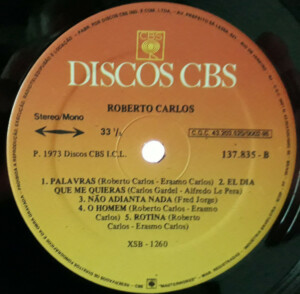 CBS
DISCOS CBS
ROBERTO CARLOS
Stereo/Mono
33 1/3
P. 1973 Discos CBS I.C.L.
137.835 - B
1. PALAVRAS (Roberto Carlos - Erasmo Carlos) 2. EL DIA
QUE ME QUIERAS (Carlos Gardel - Alfredo Le Pera)
3. NÃO ADIANTA NADA (Fred Jorge)
4. O HOMEM (Roberto Carlos - Erasmo
Carlos) 5. ROTINA (Roberto
Carlos - Erasmo Carlos)
XSB - 1260